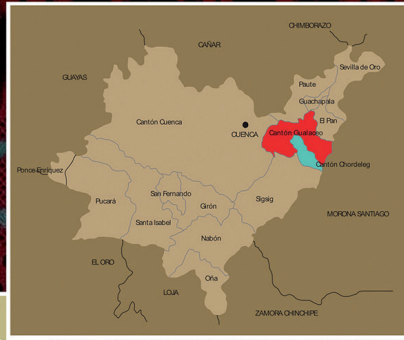 CHIMBORAZO
CAÑAR
Sevilla de Oro
GUAYAS
Paute
Guachapala
Cantón Cuenca
El Pan
CUENCA
Cantón Gualaceo
Cantón Chordeleg
Ponce Enríquez
San Fernando
Pucará
Girón
Sigsig
MORONA SANTIAGO
Santa Isabel
Nabón
EL ORO
Oña
LOJA
ZAMORA CHINCHIPE